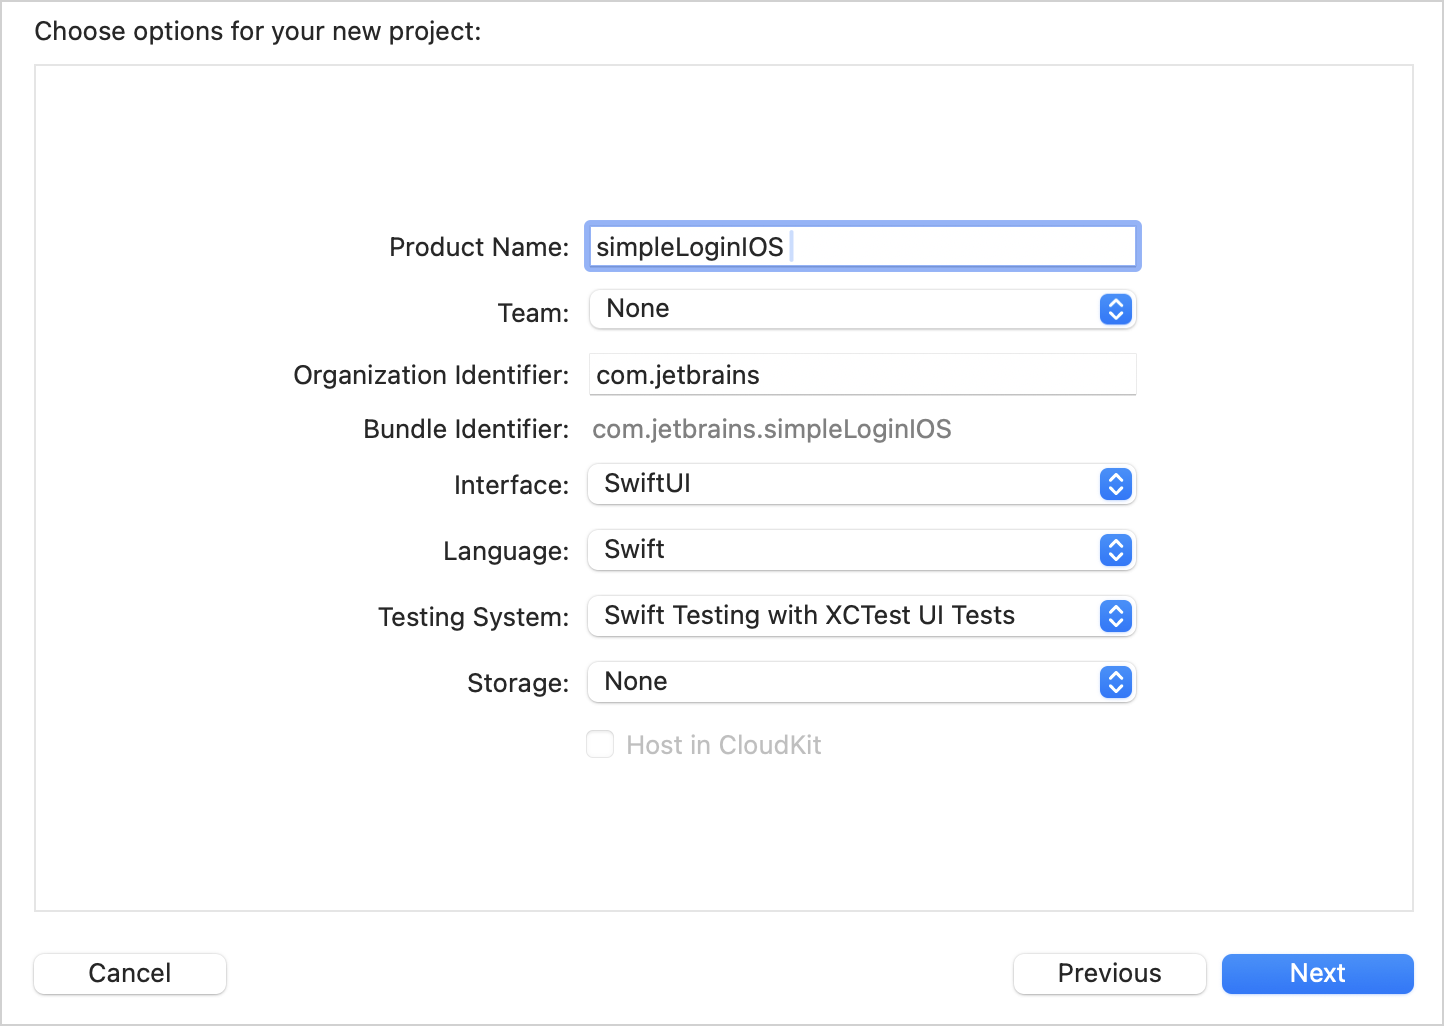 Choose options for your new project:
Product Name: simpleLoginIOS
Team: None
Organization Identifier: com.jetbrains
Bundle Identifier: com.jetbrains.simpleLoginIOS
Interface: SwiftUI
Language: Swift
Testing System: Swift Testing with XCTest UI Tests
Storage: None
Host in CloudKit
Cancel Previous Next